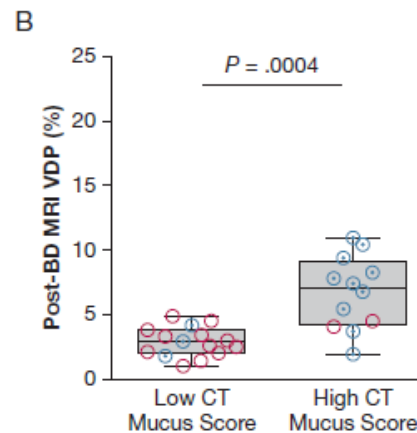 B
P = .0004
Post-BD MRI VDP (%)
25
20
15
10
5
0
Low CT
Mucus Score
High CT
Mucus Score